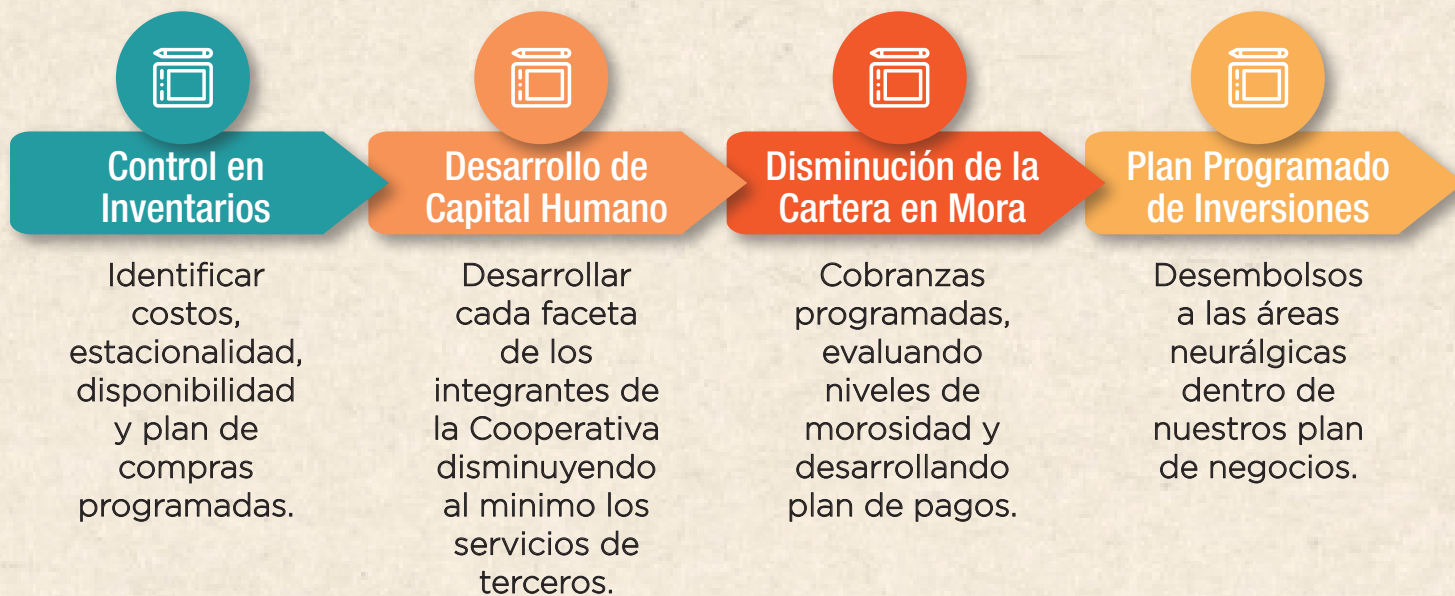 Control en
Inventarios
Identificar
costos,
estacionalidad,
disponibilidad
y plan de
compras
programadas.
Desarrollo de
Capital Humano
Desarrollar
cada faceta
de los
integrantes de
la Cooperativa
disminuyendo
al minimo los
servicios de
terceros.
Disminución de la
Cartera en Mora
Cobranzas
programadas,
evaluando
niveles de
morosidad y
desarrollando
plan de pagos.
Plan Programado
de Inversiones
Desembolsos
a las áreas
neurálgicas
dentro de
nuestros plan
de negocios.